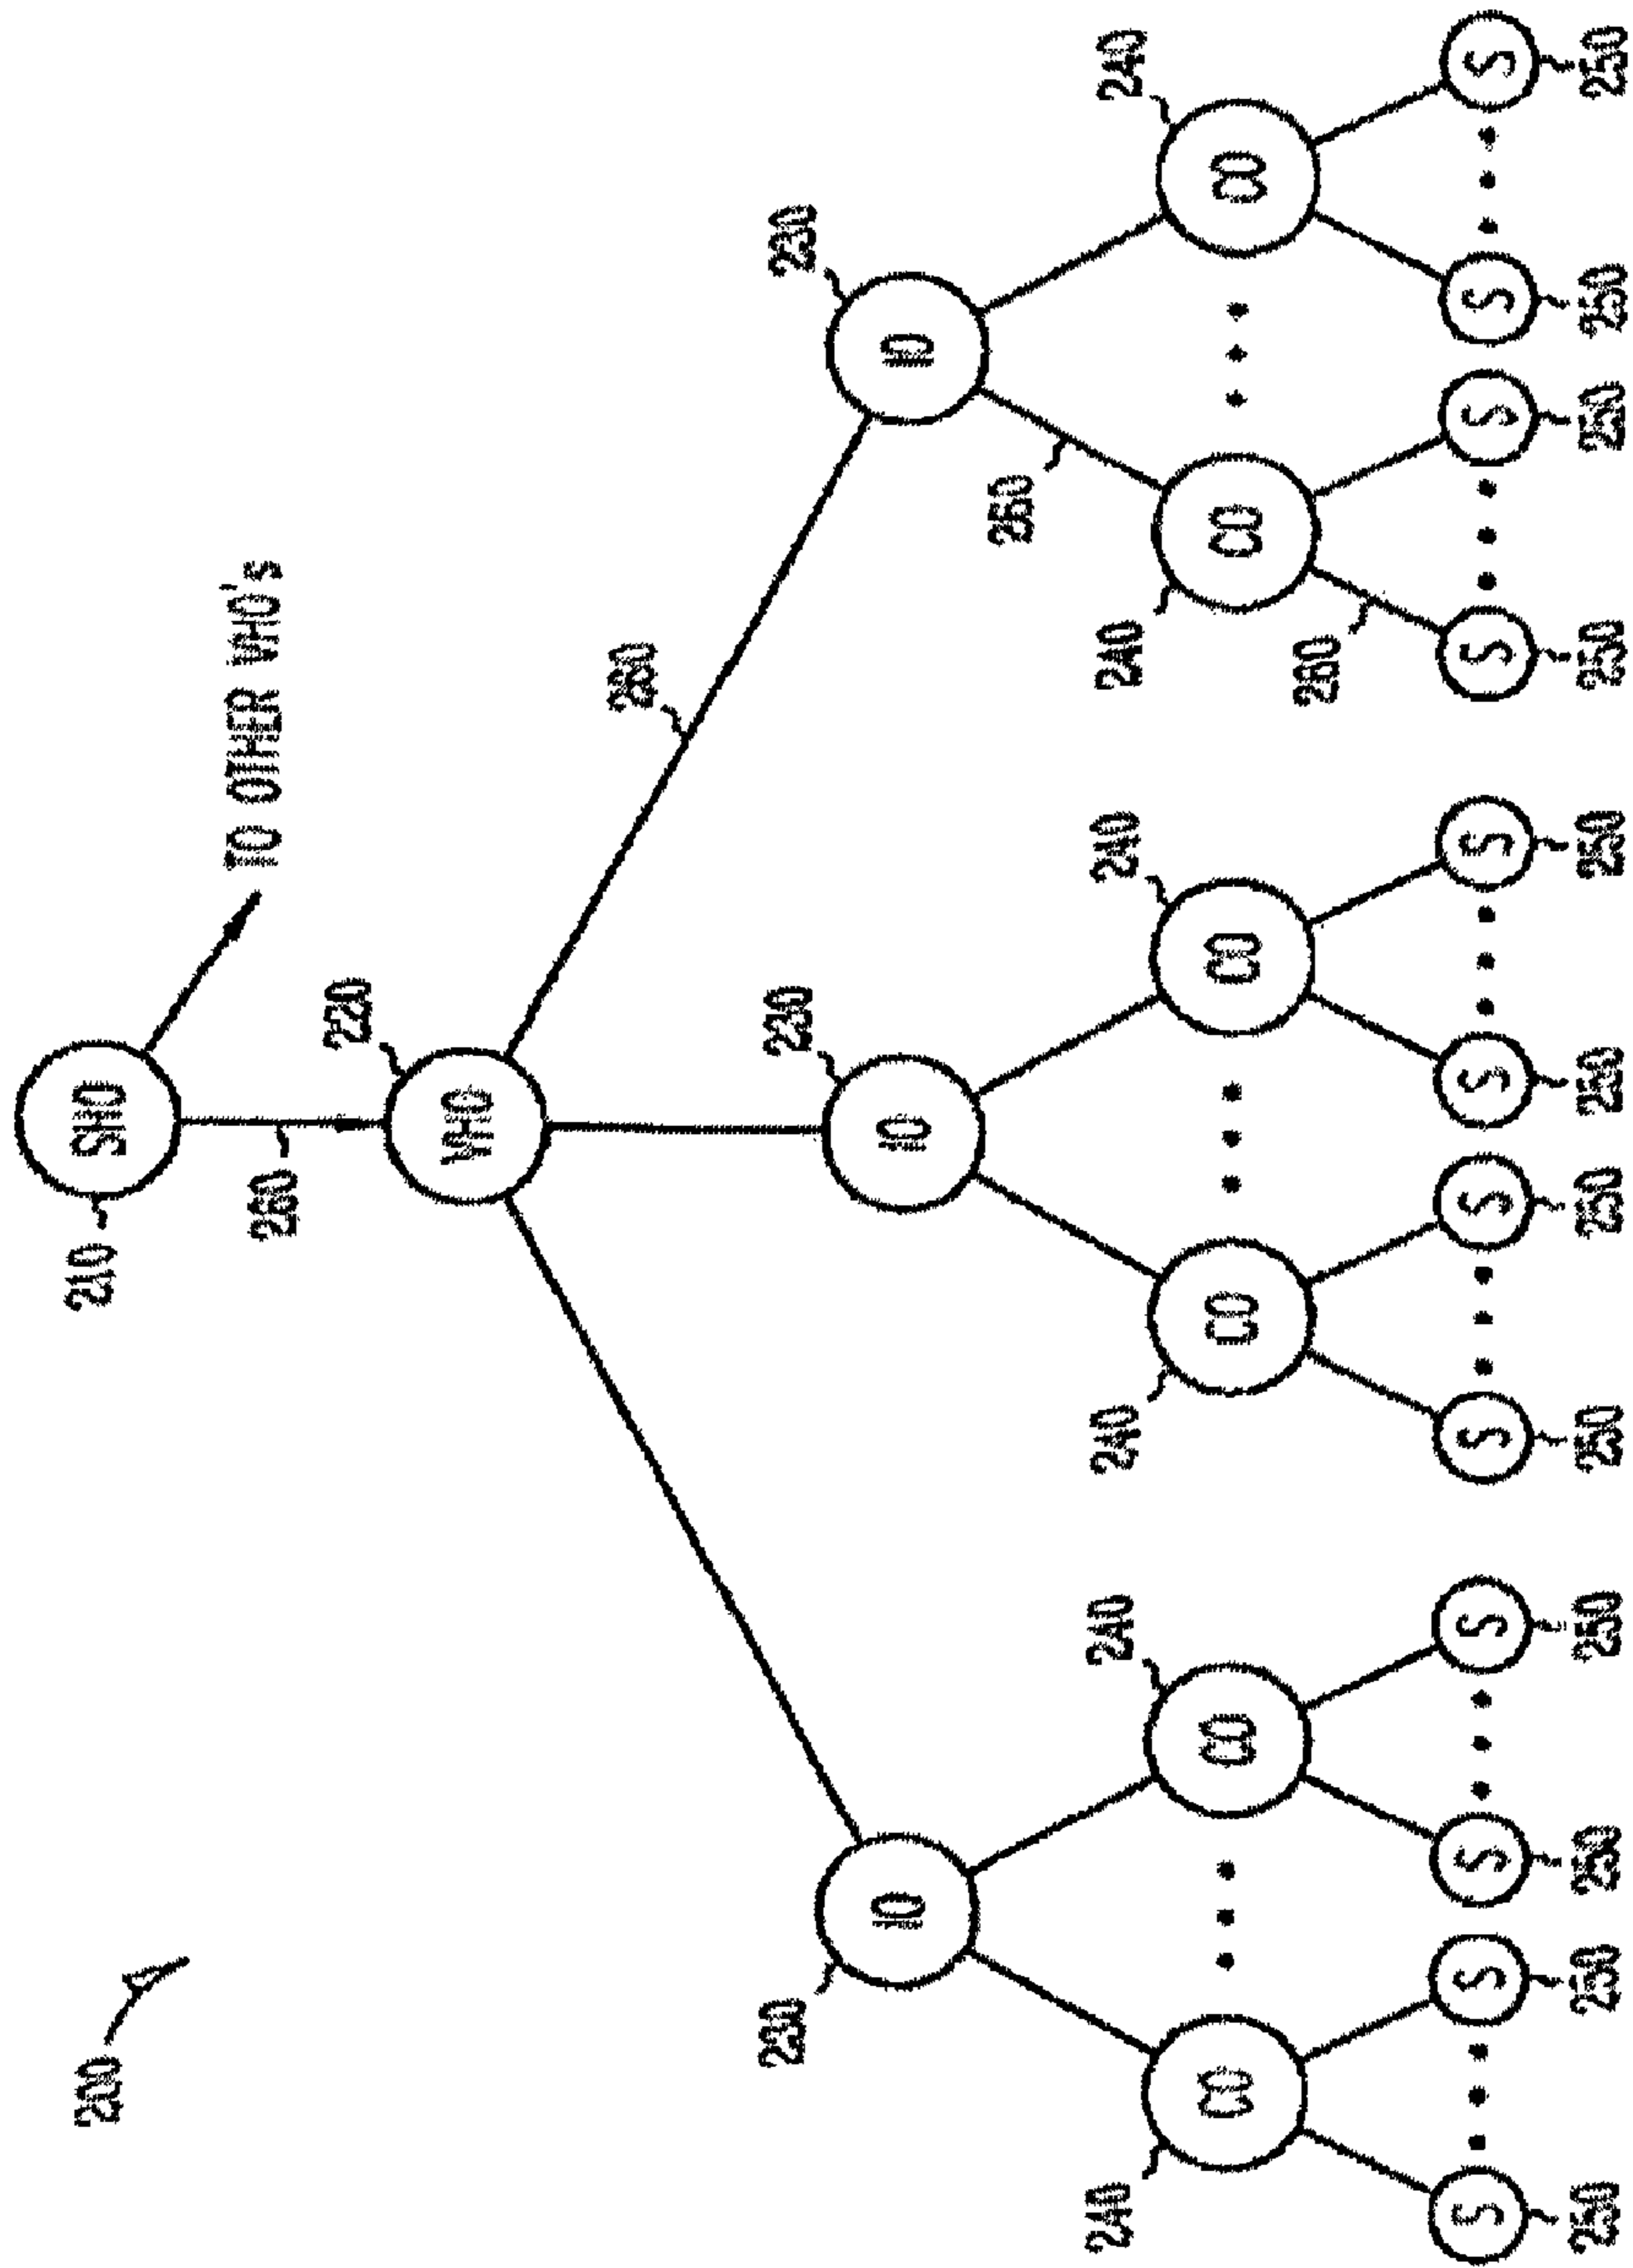 200
210 SHO
260 TO OTHER VHO's
220
VHO
260
230 230 230
IO IO IO
260
240 240 240 240 240 240
CO CO CO CO CO CO
260
S S S S S S S S S S S S
250 250 250 250 250 250 250 250 250 250 250 250